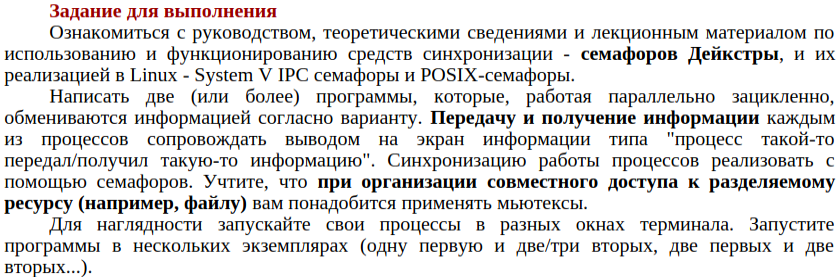 Задание для выполнения
Ознакомиться с руководством, теоретическими сведениями и лекционным материалом по
использованию и функционированию средств синхронизации - семафоров Дейкстры, и их
реализацией в Linux - System V IPC семафоры и POSIX-семафоры.
Написать две (или более) программы, которые, работая параллельно зацикленно,
обмениваются информацией согласно варианту. Передачу и получение информации каждым
из процессов сопровождать выводом на экран информации типа "процесс такой-то
передал/получил такую-то информацию". Синхронизацию работы процессов реализовать с
помощью семафоров. Учтите, что при организации совместного доступа к разделяемому
ресурсу (например, файлу) вам понадобится применять мьютексы.
Для наглядности запускайте свои процессы в разных окнах терминала. Запустите
программы в нескольких экземплярах (одну первую и две/три вторых, две первых и две
вторых...).